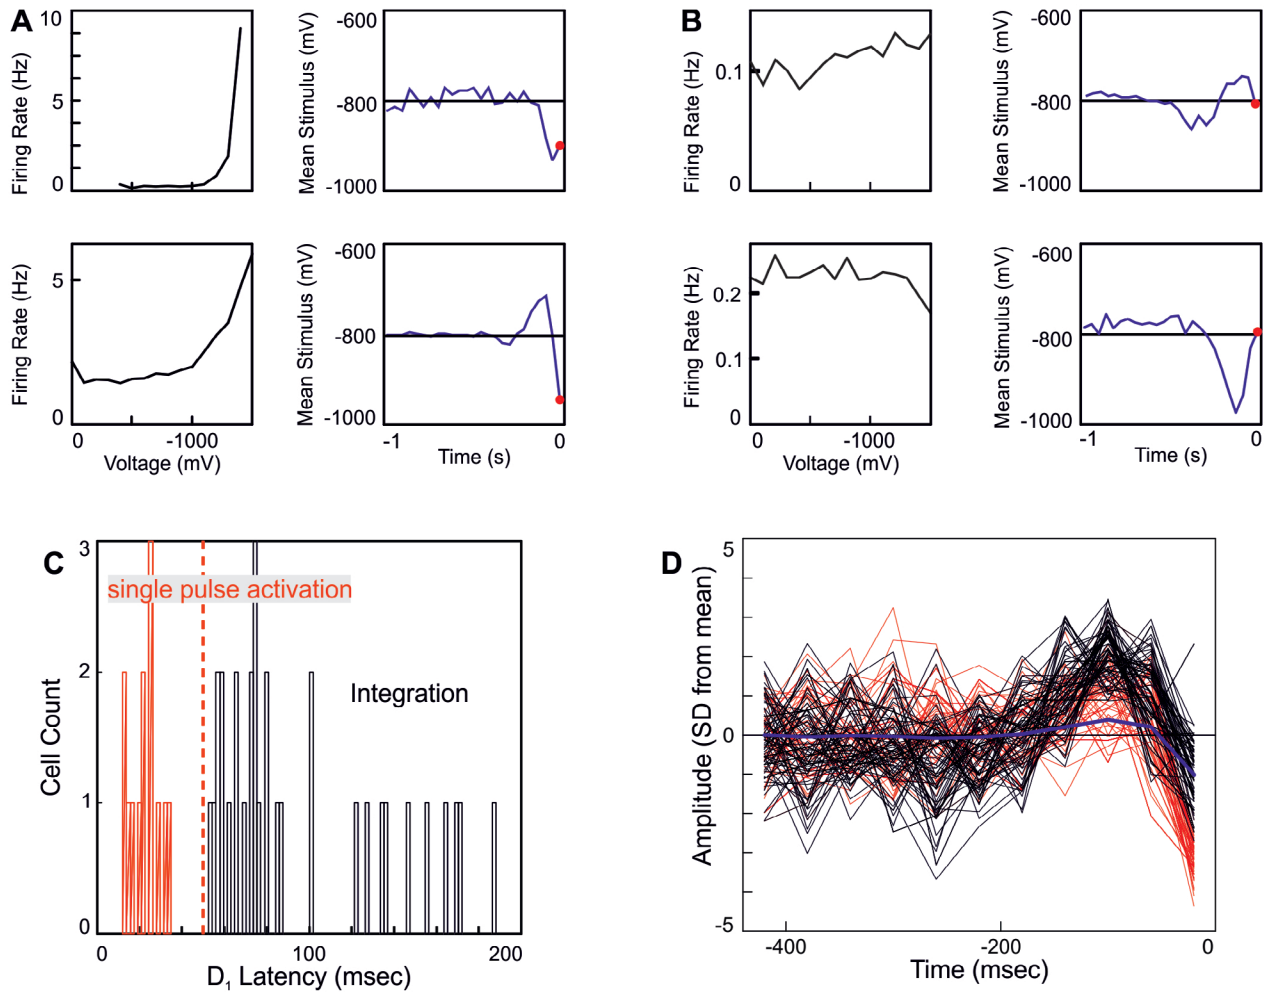 A
10
5
0
Firing Rate (Hz)
-600
-800
-1000
Mean Stimulus (mV)
B
0.1
0
Firing Rate (Hz)
-600
-800
-1000
Mean Stimulus (mV)
5
0
Firing Rate (Hz)
0
-1000
Voltage (mV)
-600
-800
-1000
Mean Stimulus (mV)
-1
0
Time (s)
0.2
0.1
0
Firing Rate (Hz)
0
-1000
Voltage (mV)
-600
-800
-1000
Mean Stimulus (mV)
-1
0
Time (s)
C
3
2
1
0
Cell Count
single pulse activation
Integration
0
100
200
D₁ Latency (msec)
D
5
0
-5
Amplitude (SD from mean)
-400
-200
0
Time (msec)